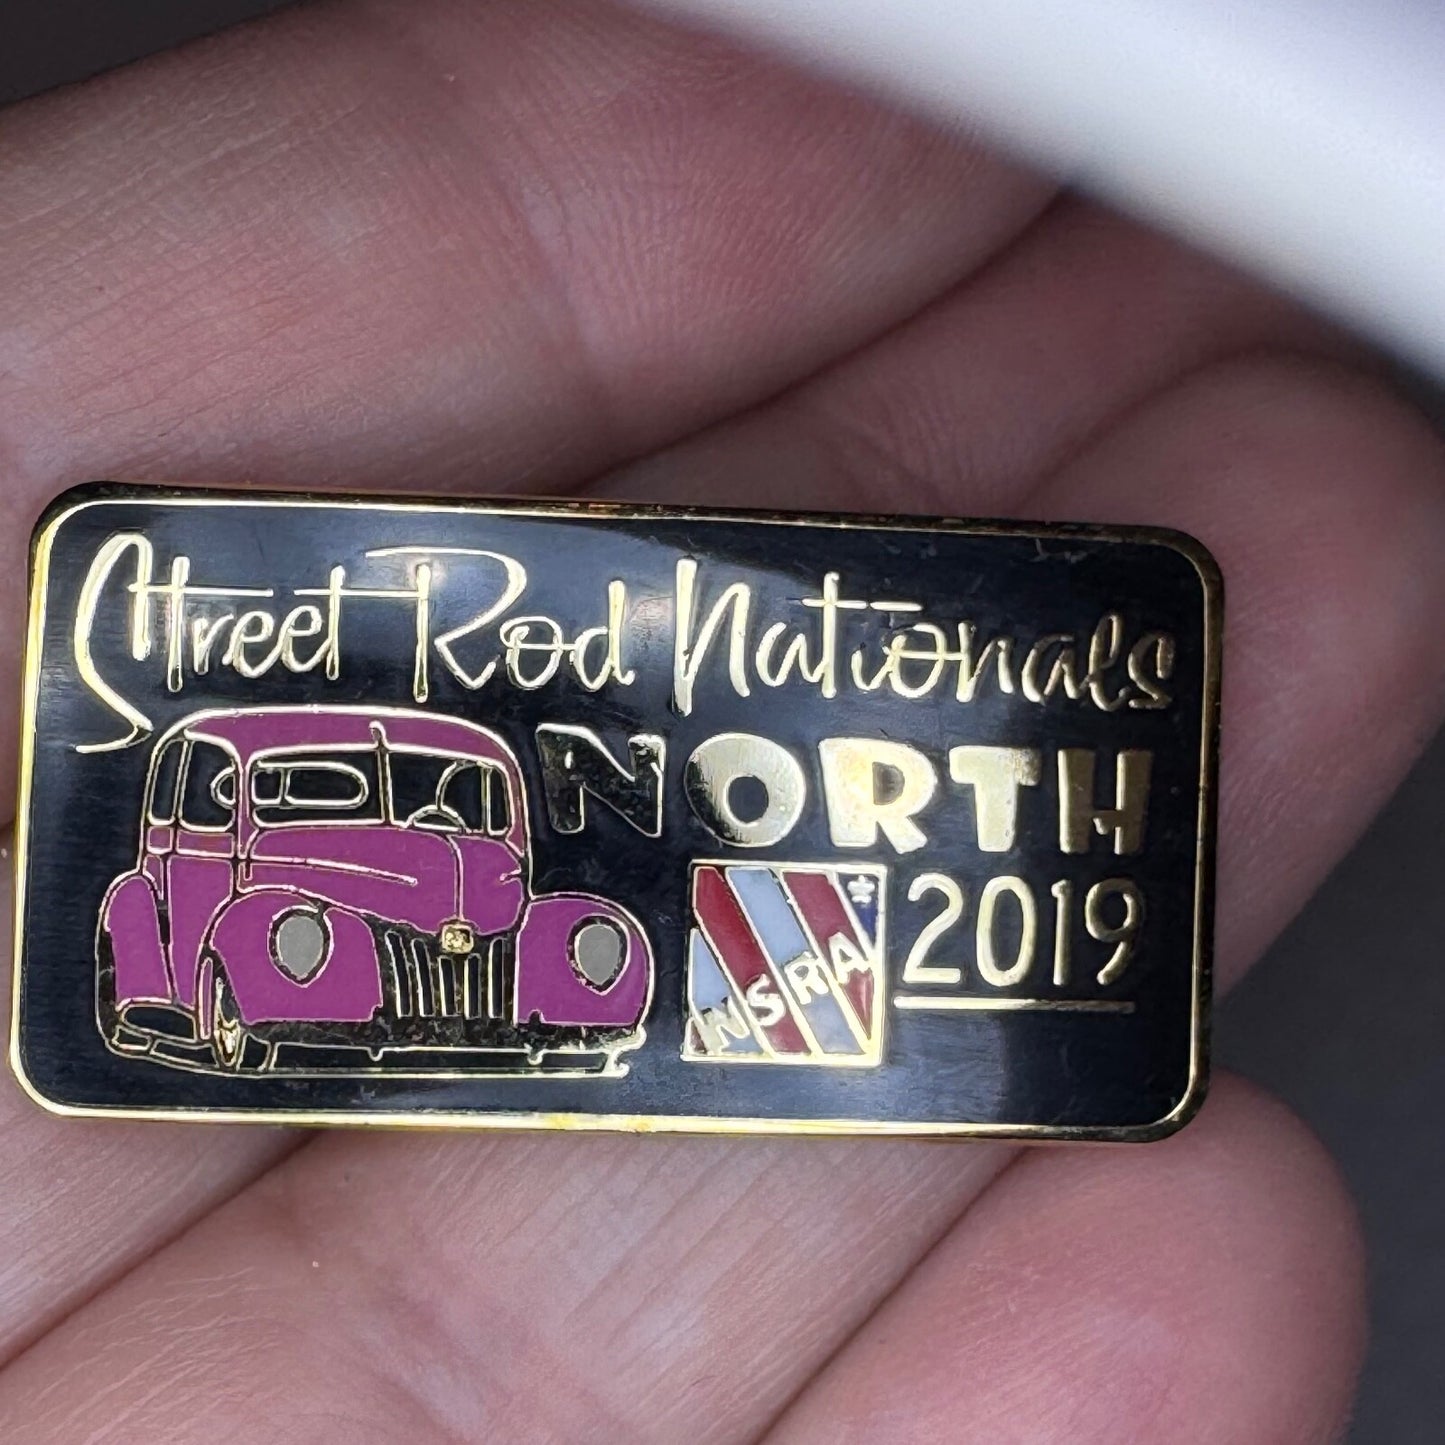 Street Rod Nationals
NORTH
2019
NSRA